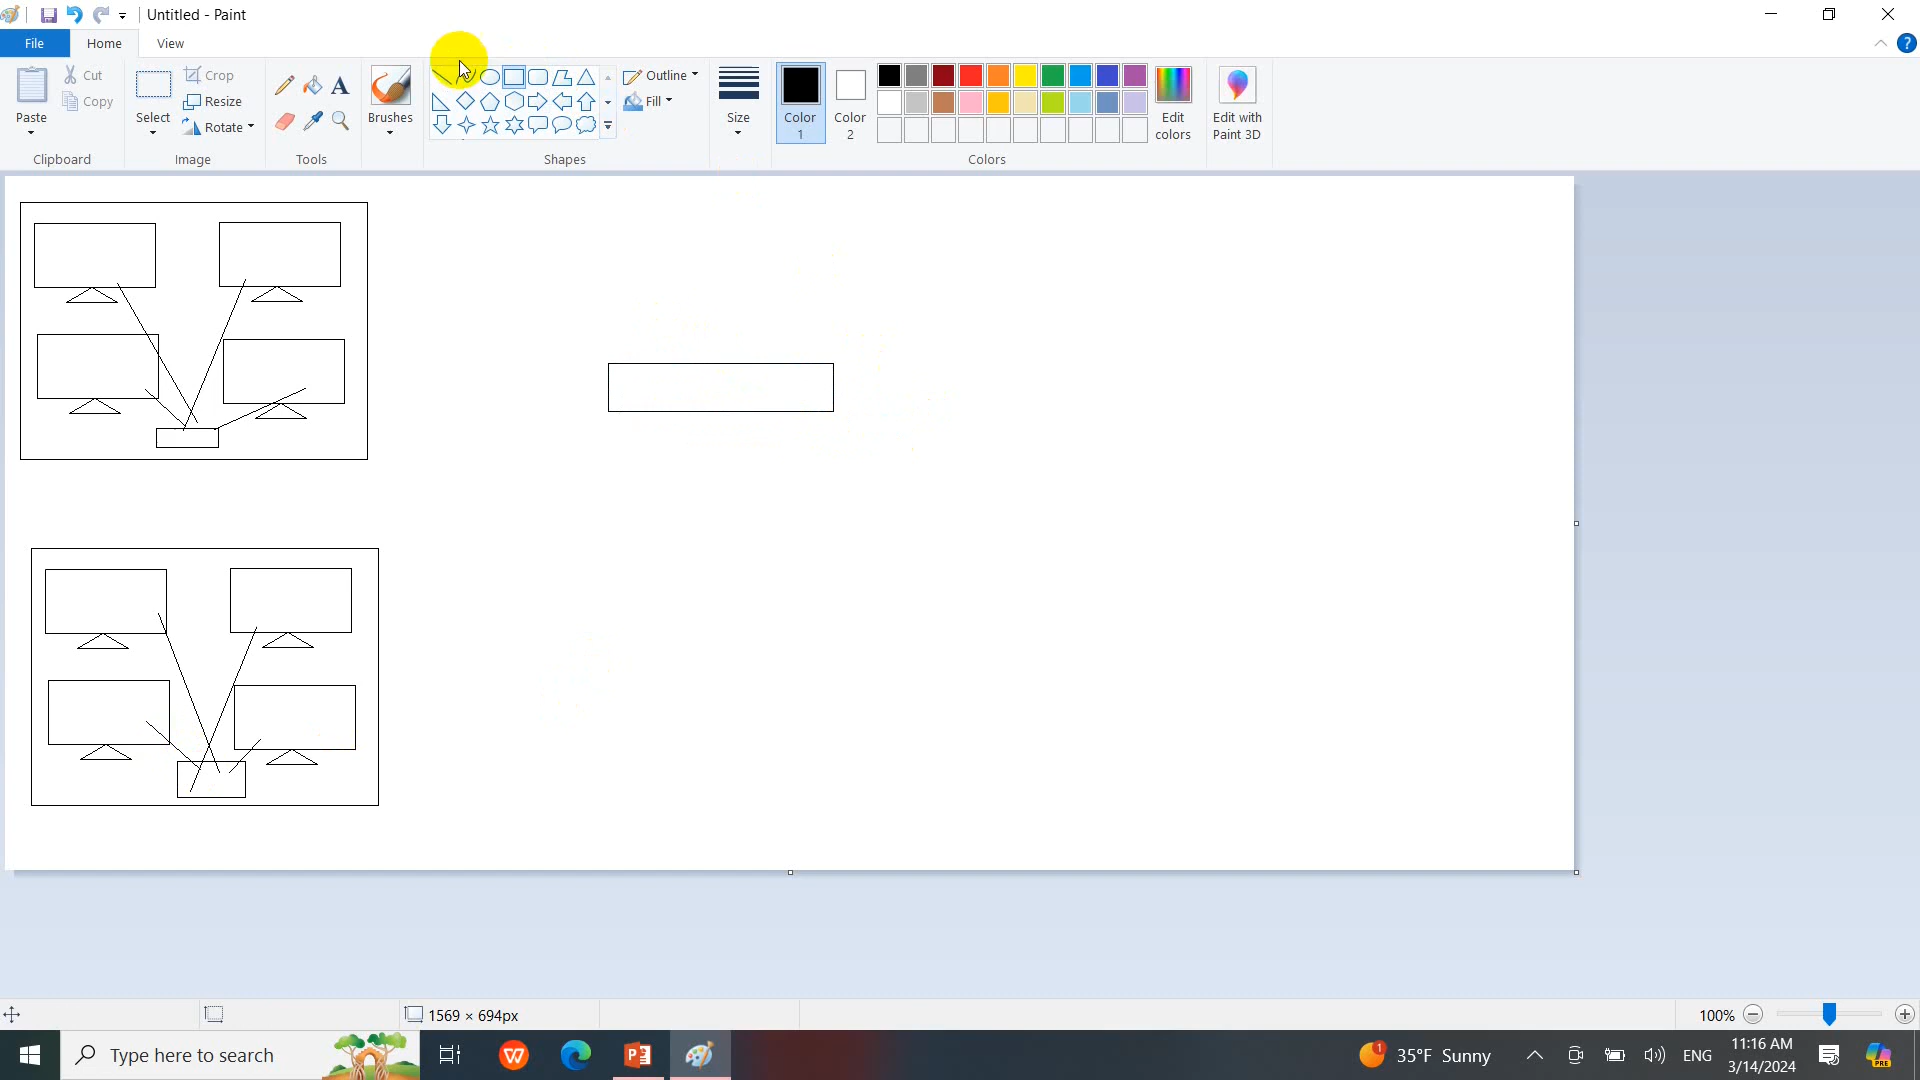 Untitled - Paint
File
Home
View
Paste
Cut
Copy
Clipboard
Select
Crop
Resize
Rotate
Image
A
Tools
Brushes
Outline
Fill
Shapes
Size
Color
1
Color
2
Edit
colors
Colors
Edit with
Paint 3D
?
1569 × 694px
100%
Type here to search
W
P
1
35°F Sunny
ENG
11:16 AM
3/14/2024
PRE